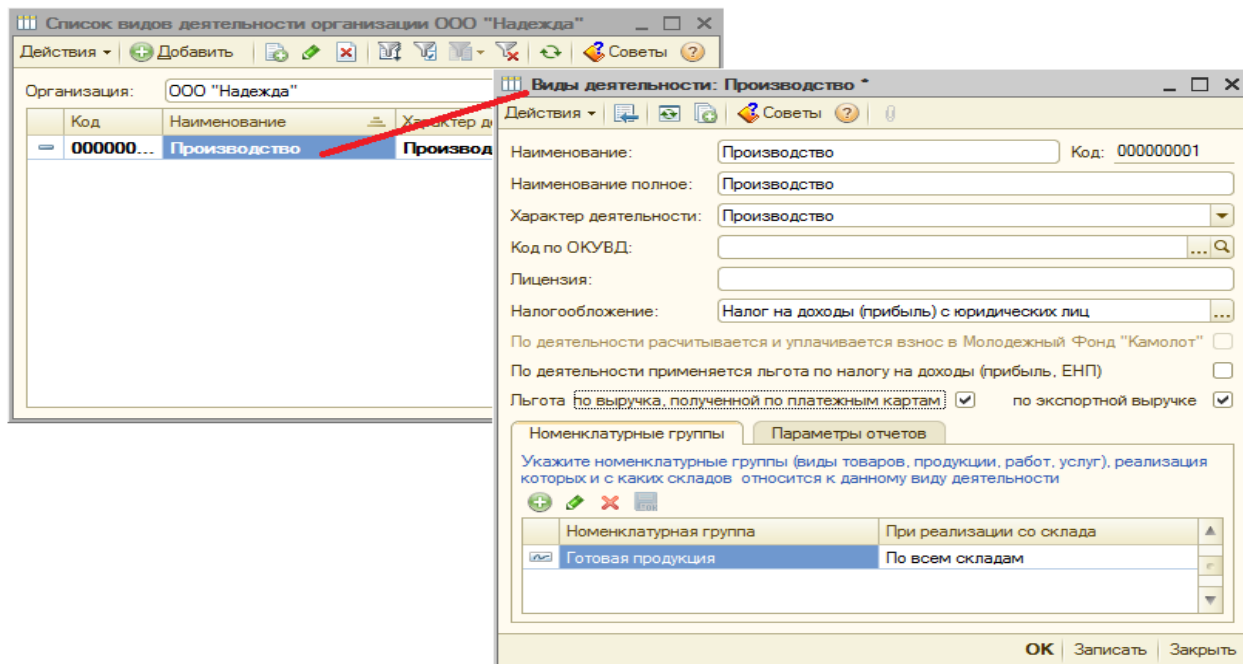 Список видов деятельности организации ООО "Надежда"
Действия Добавить Советы
Организация: ООО "Надежда"
Код Наименование Характер
000000... Производство Производ
Виды деятельности: Производство *
Действия Советы
Наименование: Производство Код: 000000001
Наименование полное: Производство
Характер деятельности: Производство
Код по ОКУВД:
Лицензия:
Налогообложение: Налог на доходы (прибыль) с юридических лиц
По деятельности расчитывается и уплачивается взнос в Молодежный Фонд "Камолот"
По деятельности применяется льгота по налогу на доходы (прибыль, ЕНП)
Льгота по выручка, полученной по платежным картам по экспортной выручке
Номенклатурные группы Параметры отчетов
Укажите номенклатурные группы (виды товаров, продукции, работ, услуг), реализация
которых и с каких складов относится к данному виду деятельности
Номенклатурная группа При реализации со склада
Готовая продукция По всем складам
OK Записать Закрыть